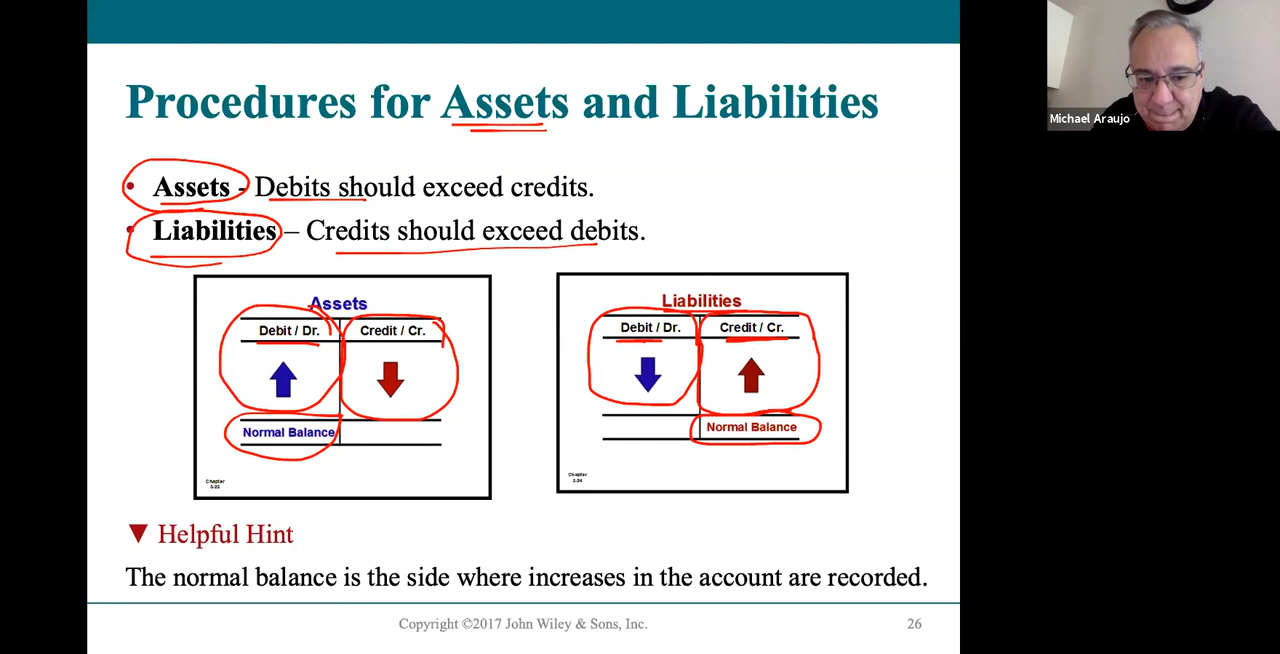 Procedures for Assets and Liabilities
• Assets - Debits should exceed credits.
• Liabilities – Credits should exceed debits.
Assets
Debit / Dr. Credit / Cr.
Normal Balance
Chapter
3-23
Liabilities
Debit / Dr. Credit / Cr.
Normal Balance
Chapter
3-24
▼ Helpful Hint
The normal balance is the side where increases in the account are recorded.
Copyright ©2017 John Wiley & Sons, Inc. 26
Michael Araujo